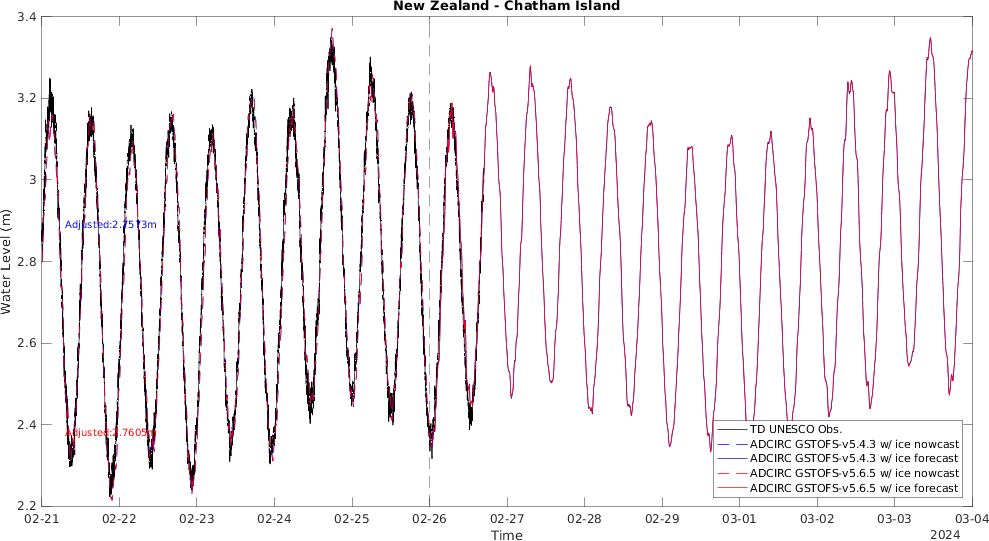 New Zealand - Chatham Island
3.4
3.2
3
2.8
2.6
2.4
2.2
Water Level (m)
Adjusted:2.7573m
Adjusted:2.7605m
TD UNESCO Obs.
ADCIRC GSTOFS-v5.4.3 w/ ice nowcast
ADCIRC GSTOFS-v5.4.3 w/ ice forecast
ADCIRC GSTOFS-v5.6.5 w/ ice nowcast
ADCIRC GSTOFS-v5.6.5 w/ ice forecast
02-21 02-22 02-23 02-24 02-25 02-26 02-27 02-28 02-29 03-01 03-02 03-03 03-04
Time
2024